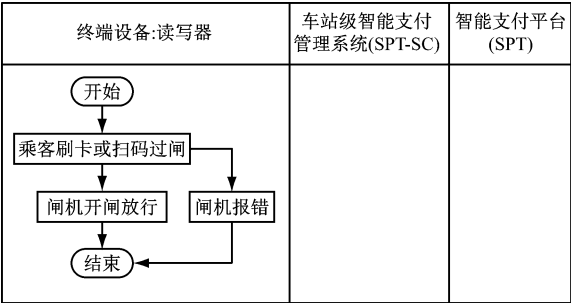 终端设备:读写器
车站级智能支付
管理系统(SPT-SC)
智能支付平台
(SPT)
开始
乘客刷卡或扫码过闸
闸机开闸放行
闸机报错
结束